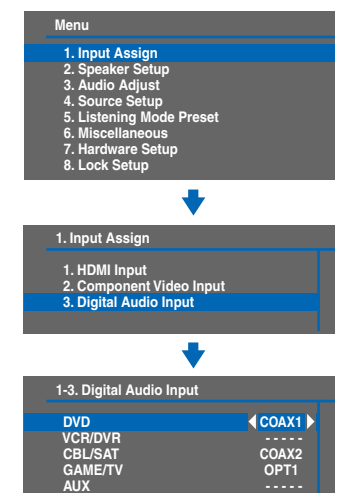 Menu
1. Input Assign
2. Speaker Setup
3. Audio Adjust
4. Source Setup
5. Listening Mode Preset
6. Miscellaneous
7. Hardware Setup
8. Lock Setup
1. Input Assign
1. HDMI Input
2. Component Video Input
3. Digital Audio Input
1-3. Digital Audio Input
DVD COAX1
VCR/DVR - - - - -
CBL/SAT COAX2
GAME/TV OPT1
AUX - - - - -